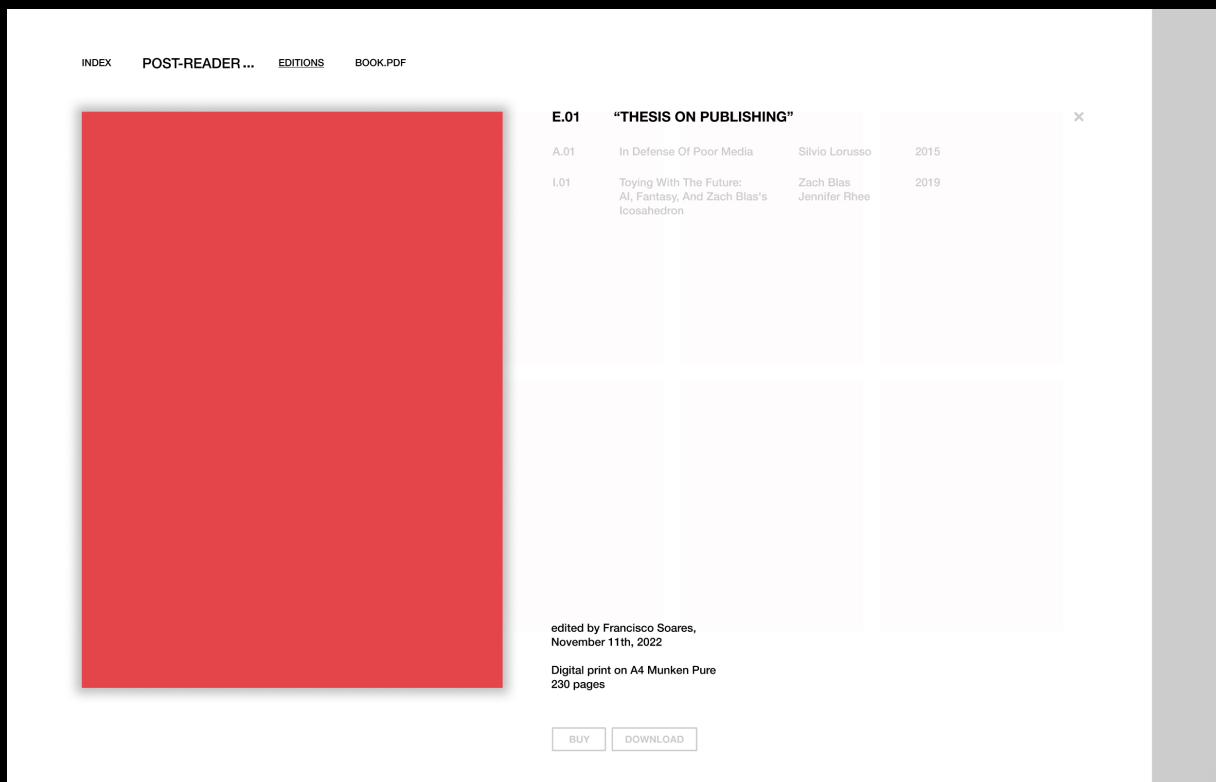 INDEX POST-READER ... EDITIONS BOOK.PDF
E.01 “THESIS ON PUBLISHING” ×
A.01 In Defense Of Poor Media Silvio Lorusso 2015
I.01 Toying With The Future: Zach Blas 2019
AI, Fantasy, And Zach Blas's Jennifer Rhee
Icosahedron
edited by Francisco Soares,
November 11th, 2022
Digital print on A4 Munken Pure
230 pages
BUY DOWNLOAD